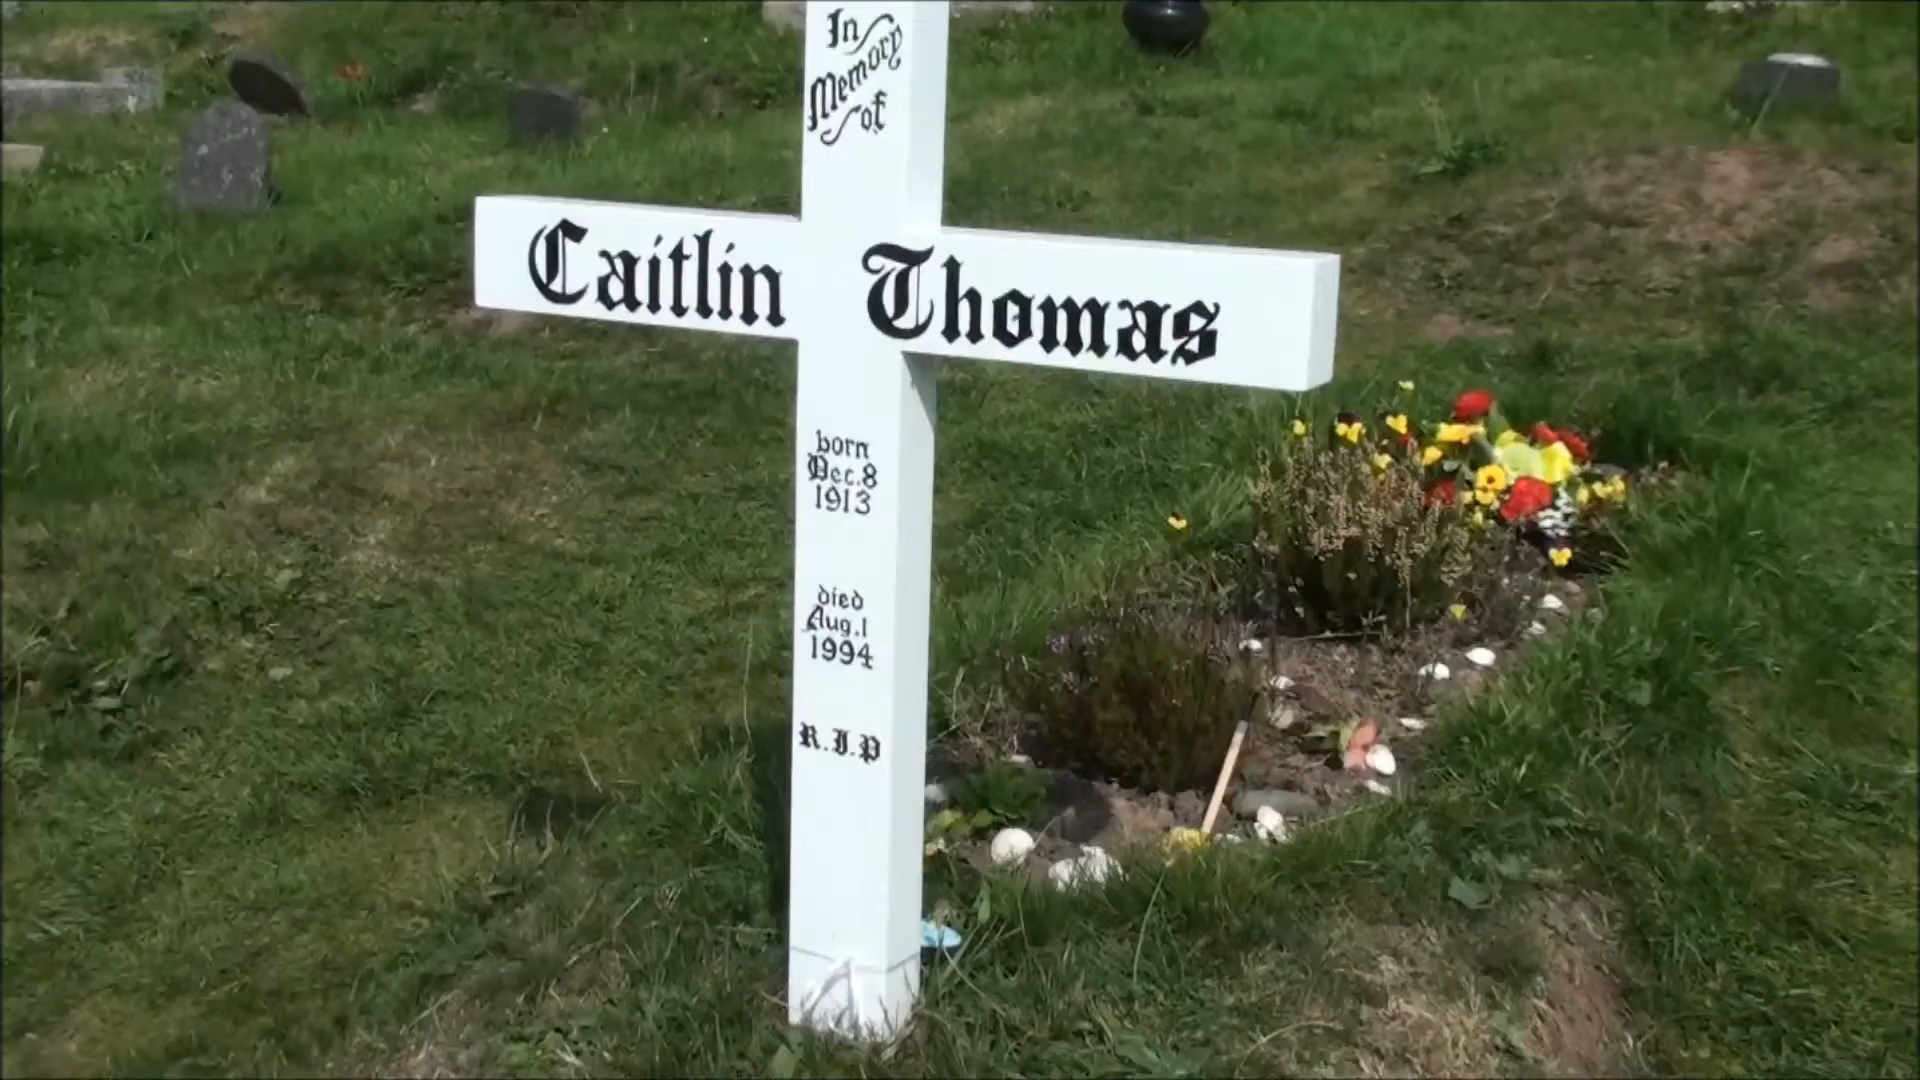 In
Memory
of
Caitlin Thomas
born
Dec.8
1913
died
Aug.1
1994
R.I.P